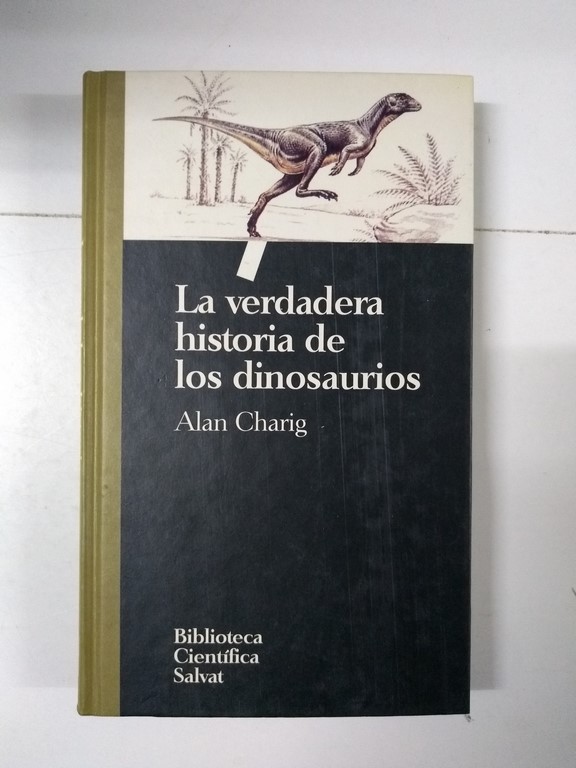 La verdadera
historia de
los dinosaurios
Alan Charig
Biblioteca
Científica
Salvat